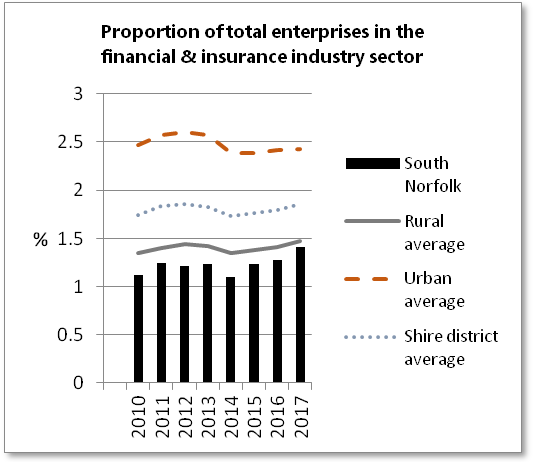 Proportion of total enterprises in the
financial & insurance industry sector
3
2.5
2
1.5
1
0.5
0
%
2010
2011
2012
2013
2014
2015
2016
2017
South
Norfolk
Rural
average
Urban
average
Shire district
average